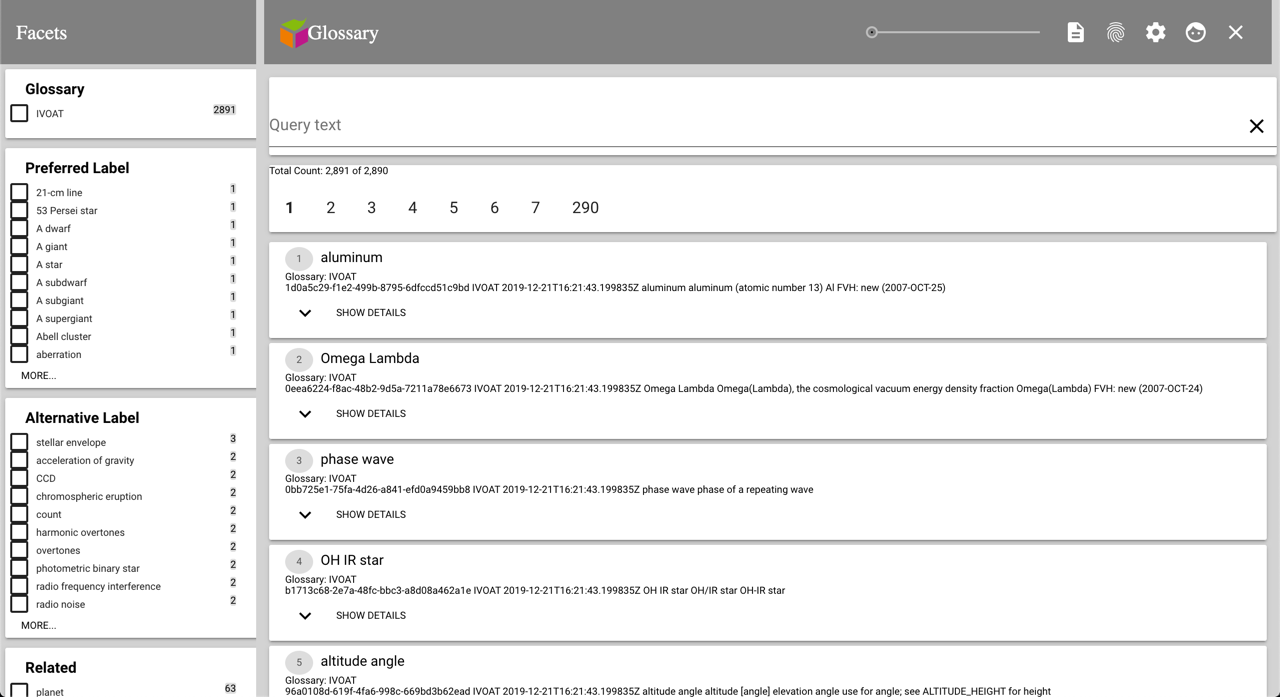 Facets
Glossary
Glossary
IVOAT 2891
Preferred Label
21-cm line 1
53 Persei star 1
A dwarf 1
A giant 1
A star 1
A subdwarf 1
A subgiant 1
A supergiant 1
Abell cluster 1
aberration 1
MORE...
Alternative Label
stellar envelope 3
acceleration of gravity 2
CCD 2
chromospheric eruption 2
count 2
harmonic overtones 2
overtones 2
photometric binary star 2
radio frequency interference 2
radio noise 2
MORE...
Related
planet 63
Query text
Total Count: 2,891 of 2,890
1 2 3 4 5 6 7 290
1 aluminum
Glossary: IVOAT
1d0a5c29-f1e2-499b-8795-6dfccd51c9bd IVOAT 2019-12-21T16:21:43.199835Z aluminum aluminum (atomic number 13) Al FVH: new (2007-OCT-25)
SHOW DETAILS
2 Omega Lambda
Glossary: IVOAT
0eea6224-f8ac-48b2-9d5a-7211a78e6673 IVOAT 2019-12-21T16:21:43.199835Z Omega Lambda Omega(Lambda), the cosmological vacuum energy density fraction Omega(Lambda) FVH: new (2007-OCT-24)
SHOW DETAILS
3 phase wave
Glossary: IVOAT
0bb725e1-75fa-4d26-a841-efd0a9459bb8 IVOAT 2019-12-21T16:21:43.199835Z phase wave phase of a repeating wave
SHOW DETAILS
4 OH IR star
Glossary: IVOAT
b1713c68-2e7a-48fc-bbc3-a8d08a462a1e IVOAT 2019-12-21T16:21:43.199835Z OH IR star OH/IR star OH-IR star
SHOW DETAILS
5 altitude angle
Glossary: IVOAT
96a0108d-619f-4fa6-998c-669bd3b62ead IVOAT 2019-12-21T16:21:43.199835Z altitude angle altitude [angle] elevation angle use for angle; see ALTITUDE_HEIGHT for height